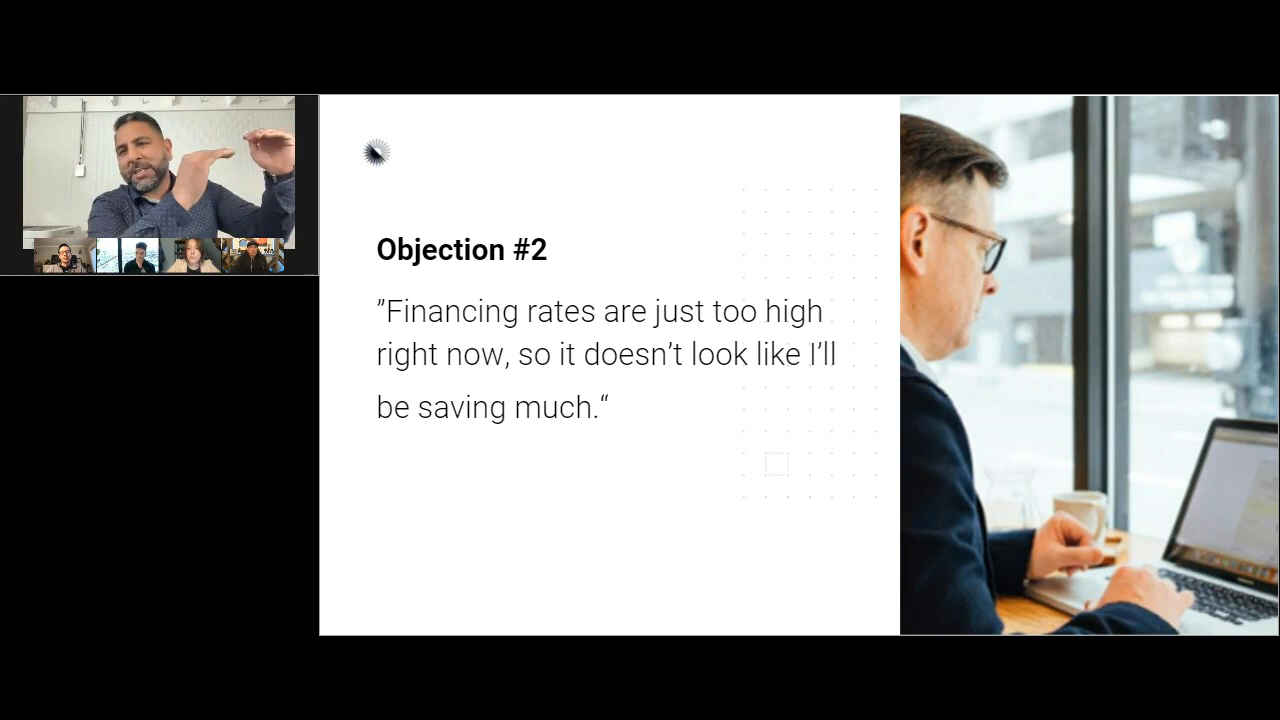 Objection #2
”Financing rates are just too high
right now, so it doesn’t look like I’ll
be saving much.“